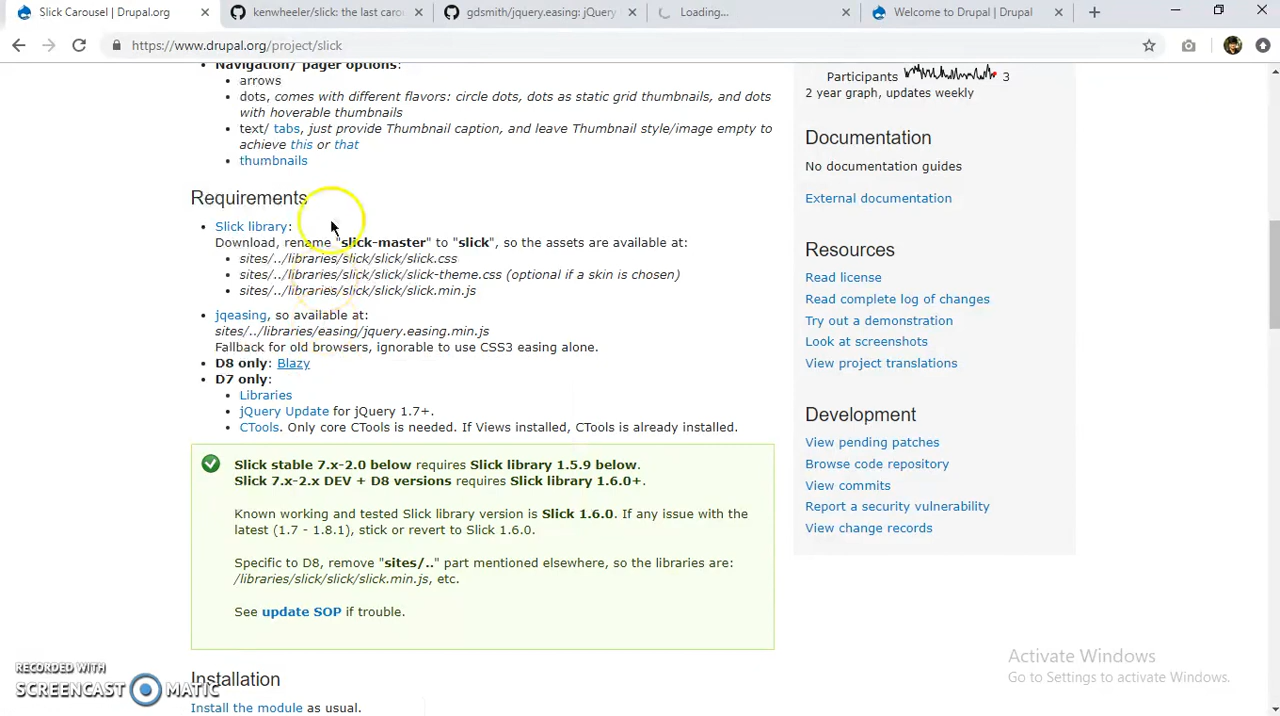 Slick Carousel | Drupal.org
kenwheeler/slick: the last caro
gdsmith/jquery.easing: jQuery
Loading...
Welcome to Drupal | Drupal
https://www.drupal.org/project/slick
Navigation/ pager options:
arrows
dots, comes with different flavors: circle dots, dots as static grid thumbnails, and dots
with hoverable thumbnails
text/ tabs, just provide Thumbnail caption, and leave Thumbnail style/image empty to
achieve this or that
thumbnails
Requirements
Slick library:
Download, rename "slick-master" to "slick", so the assets are available at:
sites/../libraries/slick/slick/slick.css
sites/../libraries/slick/slick/slick-theme.css (optional if a skin is chosen)
sites/../libraries/slick/slick/slick.min.js
jqeasing, so available at:
sites/../libraries/easing/jquery.easing.min.js
Fallback for old browsers, ignorable to use CSS3 easing alone.
D8 only: Blazy
D7 only:
Libraries
jQuery Update for jQuery 1.7+.
CTools. Only core CTools is needed. If Views installed, CTools is already installed.
Slick stable 7.x-2.0 below requires Slick library 1.5.9 below.
Slick 7.x-2.x DEV + D8 versions requires Slick library 1.6.0+.
Known working and tested Slick library version is Slick 1.6.0. If any issue with the
latest (1.7 - 1.8.1), stick or revert to Slick 1.6.0.
Specific to D8, remove "sites/.." part mentioned elsewhere, so the libraries are:
/libraries/slick/slick/slick.min.js, etc.
See update SOP if trouble.
Installation
Install the module as usual.
Participants 3
2 year graph, updates weekly
Documentation
No documentation guides
External documentation
Resources
Read license
Read complete log of changes
Try out a demonstration
Look at screenshots
View project translations
Development
View pending patches
Browse code repository
View commits
Report a security vulnerability
View change records
Activate Windows
Go to Settings to activate Windows.
RECORDED WITH
SCREENCAST MATIC